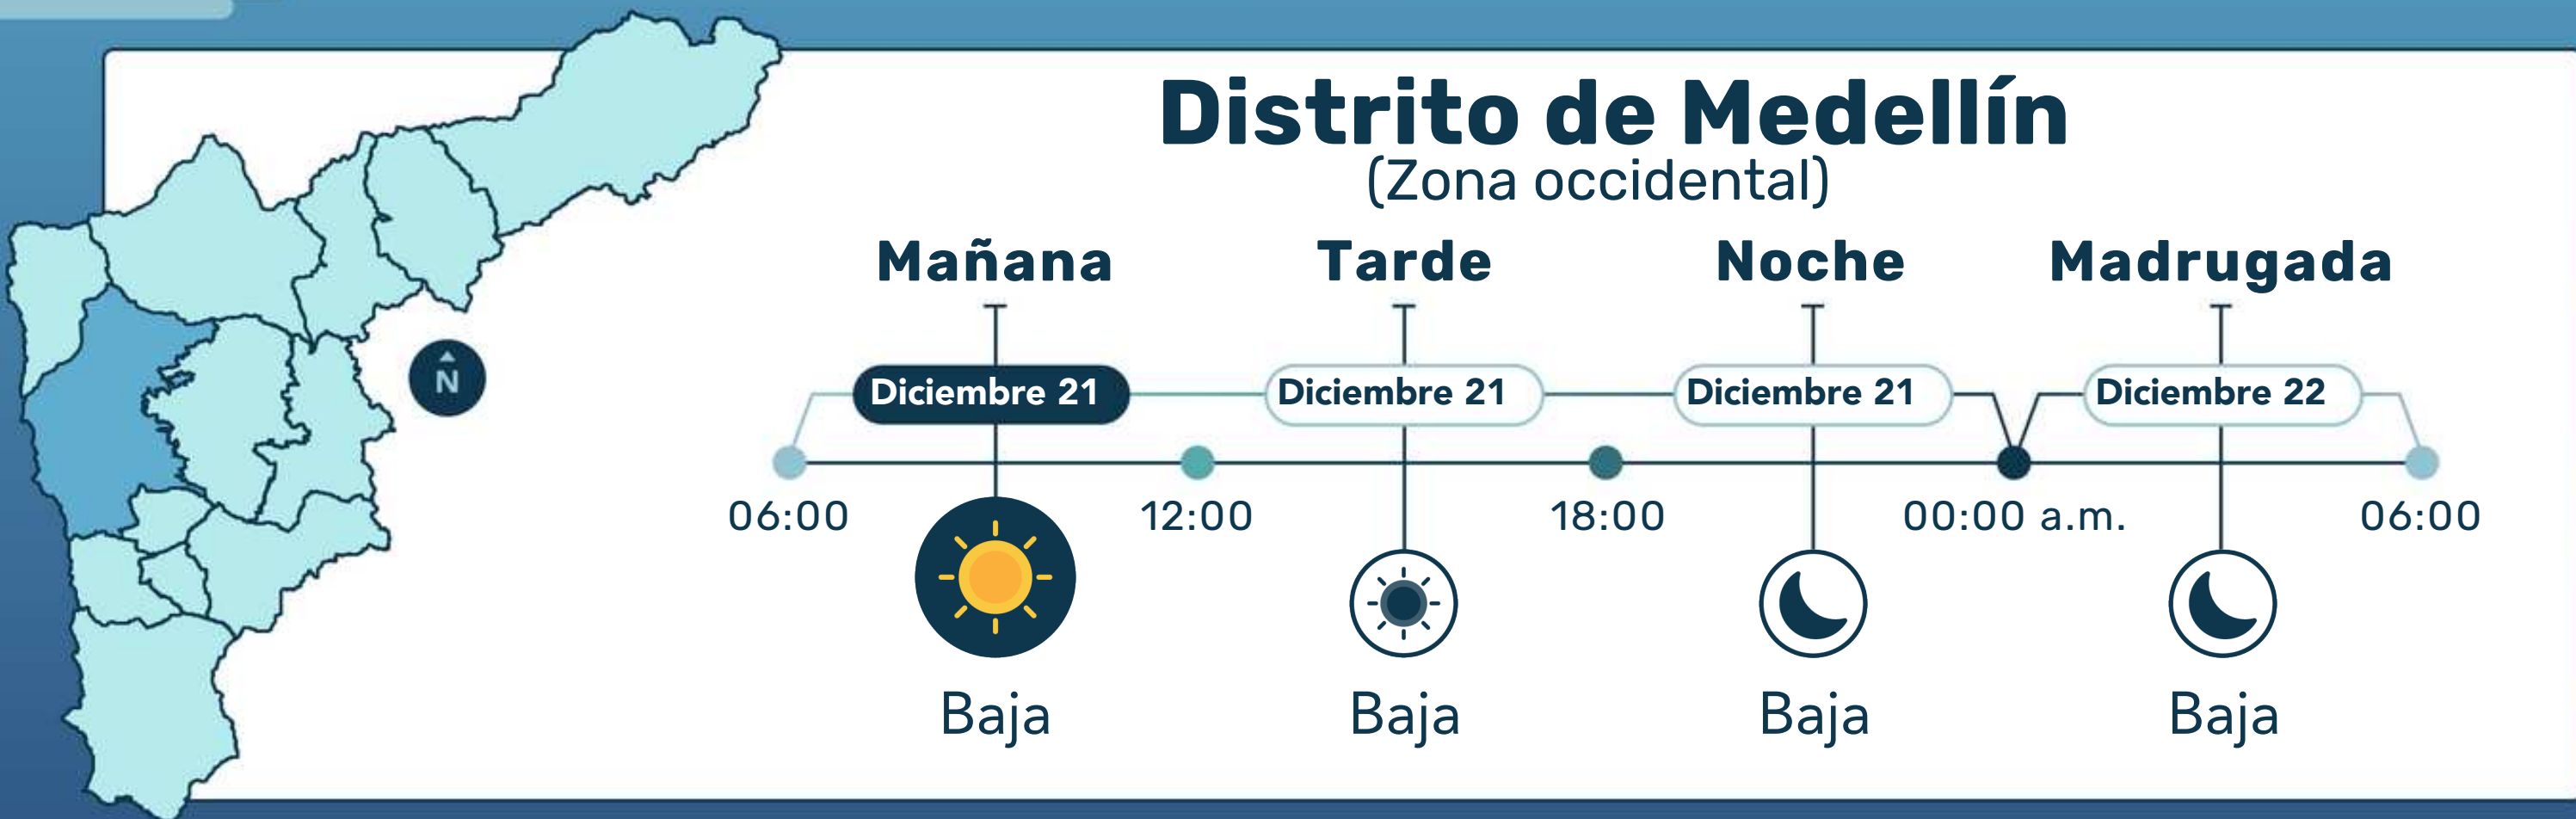 Distrito de Medellín
(Zona occidental)
Mañana Tarde Noche Madrugada
Diciembre 21 Diciembre 21 Diciembre 21 Diciembre 22
N
06:00 12:00 18:00 00:00 a.m. 06:00
Baja Baja Baja Baja